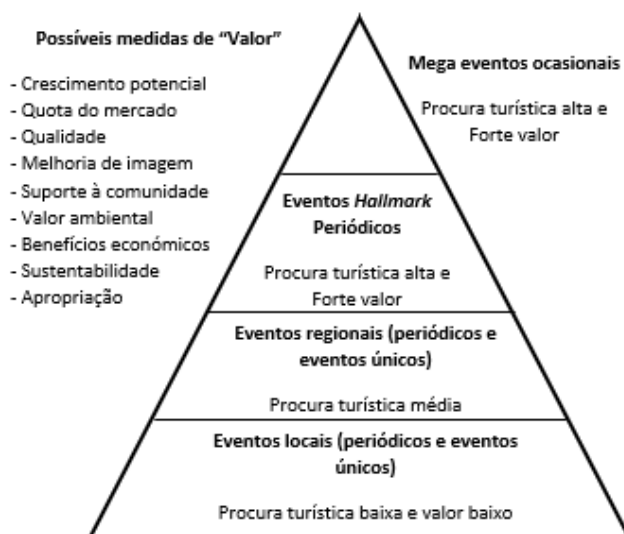 Possíveis medidas de “Valor”
- Crescimento potencial
- Quota do mercado
- Qualidade
- Melhoria de imagem
- Suporte à comunidade
- Valor ambiental
- Benefícios económicos
- Sustentabilidade
- Apropriação
Mega eventos ocasionais
Procura turística alta e
Forte valor
Eventos Hallmark
Periódicos
Procura turística alta e
Forte valor
Eventos regionais (periódicos e
eventos únicos)
Procura turística média
Eventos locais (periódicos e eventos
únicos)
Procura turística baixa e valor baixo